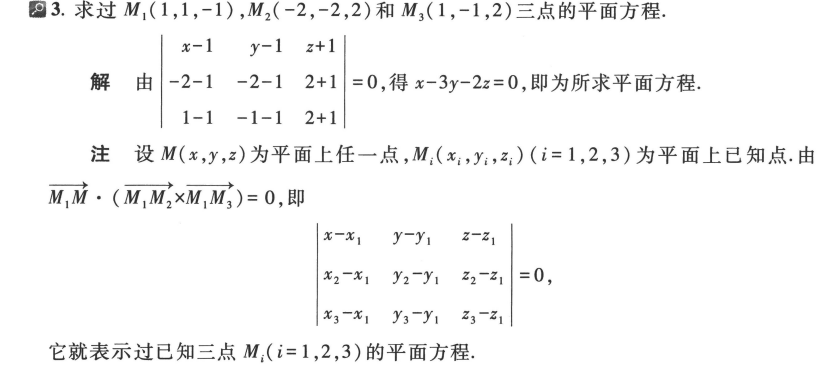 3. 求过 M₁(1,1,-1),M₂(-2,-2,2)和 M₃(1,-1,2)三点的平面方程.
x-1 y-1 z+1
解 由 | -2-1 -2-1 2+1 | =0,得 x-3y-2z=0,即为所求平面方程.
1-1 -1-1 2+1
注 设 M(x,y,z)为平面上任一点,Mᵢ(xᵢ,yᵢ,zᵢ)(i=1,2,3)为平面上已知点.由
M₁M·(M₁M₂×M₁M₃)=0,即
x-x₁ y-y₁ z-z₁
| x₂-x₁ y₂-y₁ z₂-z₁ | =0,
x₃-x₁ y₃-y₁ z₃-z₁
它就表示过已知三点 Mᵢ(i=1,2,3)的平面方程.